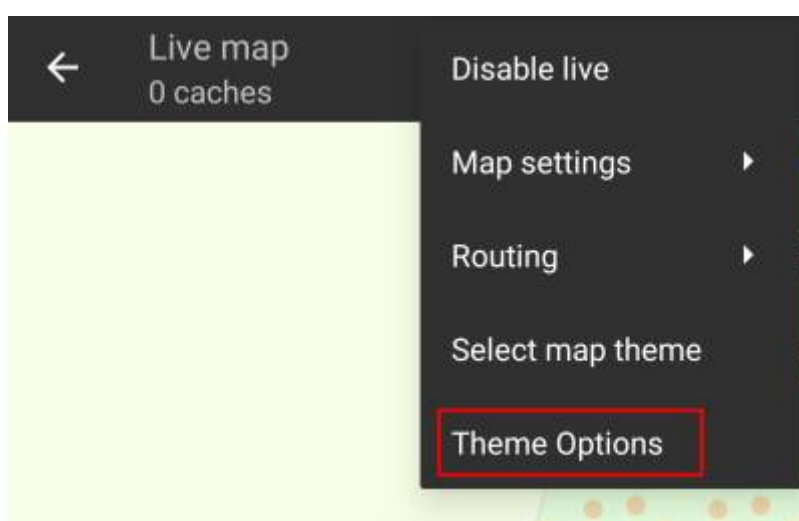 Live map
0 caches
Disable live
Map settings
Routing
Select map theme
Theme Options